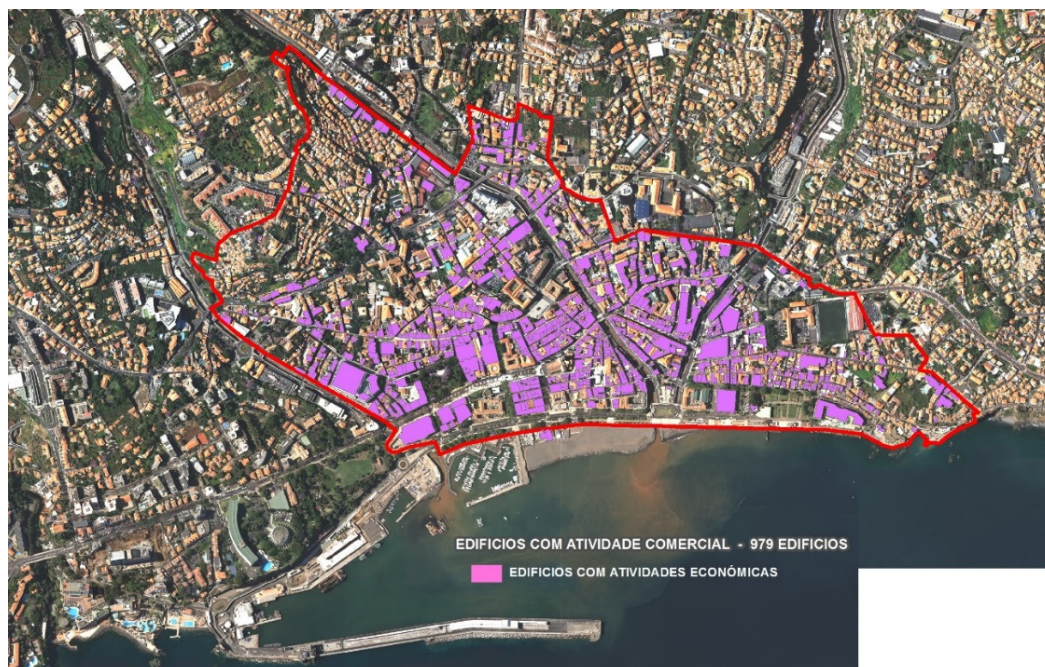 EDIFICIOS COM ATIVIDADE COMERCIAL - 979 EDIFICIOS
EDIFICIOS COM ATIVIDADES ECONÓMICAS